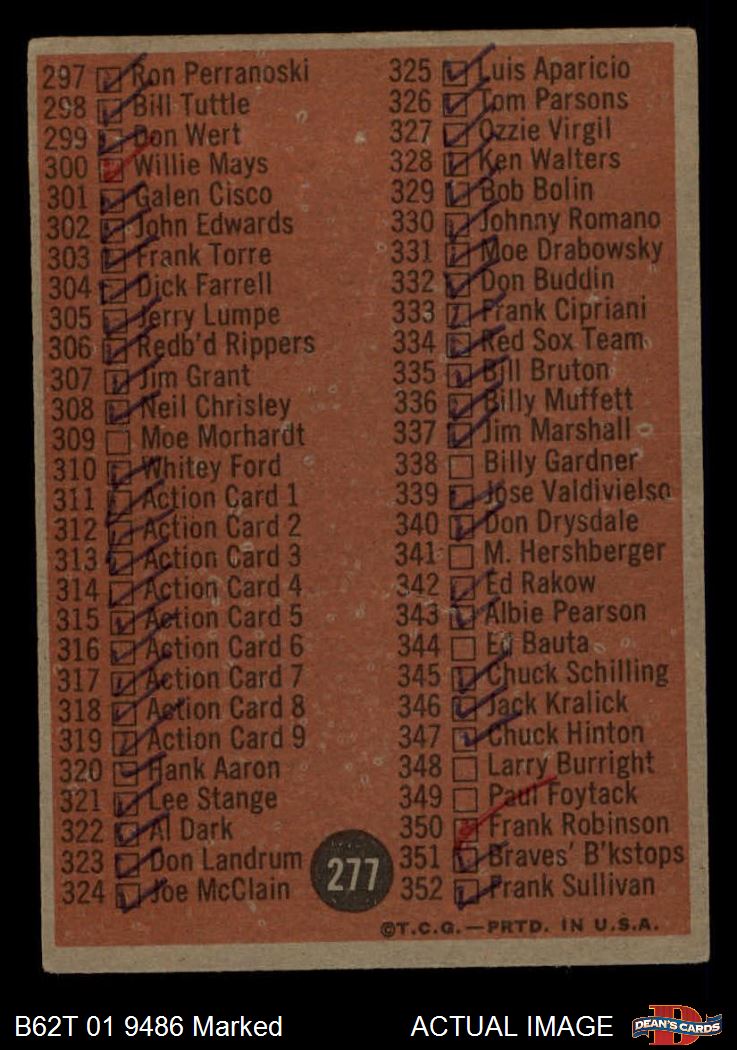 297 Ron Perranoski
298 Bill Tuttle
299 Don Wert
300 Willie Mays
301 Galen Cisco
302 John Edwards
303 Frank Torre
304 Dick Farrell
305 Jerry Lumpe
306 Redb'd Rippers
307 Jim Grant
308 Neil Chrisley
309 Moe Morhardt
310 Whitey Ford
311 Action Card 1
312 Action Card 2
313 Action Card 3
314 Action Card 4
315 Action Card 5
316 Action Card 6
317 Action Card 7
318 Action Card 8
319 Action Card 9
320 Hank Aaron
321 Lee Stange
322 Al Dark
323 Don Landrum
324 Joe McClain
325 Luis Aparicio
326 Tom Parsons
327 Ozzie Virgil
328 Ken Walters
329 Bob Bolin
330 Johnny Romano
331 Moe Drabowsky
332 Don Buddin
333 Frank Cipriani
334 Red Sox Team
335 Bill Bruton
336 Billy Muffett
337 Jim Marshall
338 Billy Gardner
339 Jose Valdivielso
340 Don Drysdale
341 M. Hershberger
342 Ed Rakow
343 Albie Pearson
344 Ed Bauta
345 Chuck Schilling
346 Jack Kralick
347 Chuck Hinton
348 Larry Burright
349 Paul Foytack
350 Frank Robinson
351 Braves' B'kstops
352 Frank Sullivan
277
©T.C.G.—PRTD. IN U.S.A.
B62T 01 9486 Marked
ACTUAL IMAGE
D
DEAN'S CARDS